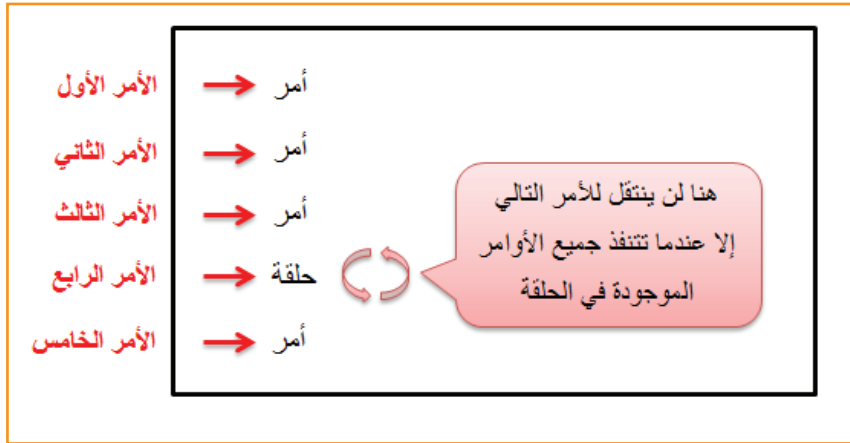 الأمر الأول
أمر
الأمر الثاني
أمر
الأمر الثالث
أمر
الأمر الرابع
حلقة
الأمر الخامس
أمر
هنا لن ينتقل للأمر التالي
إلا عندما تتنفذ جميع الأوامر
الموجودة في الحلقة